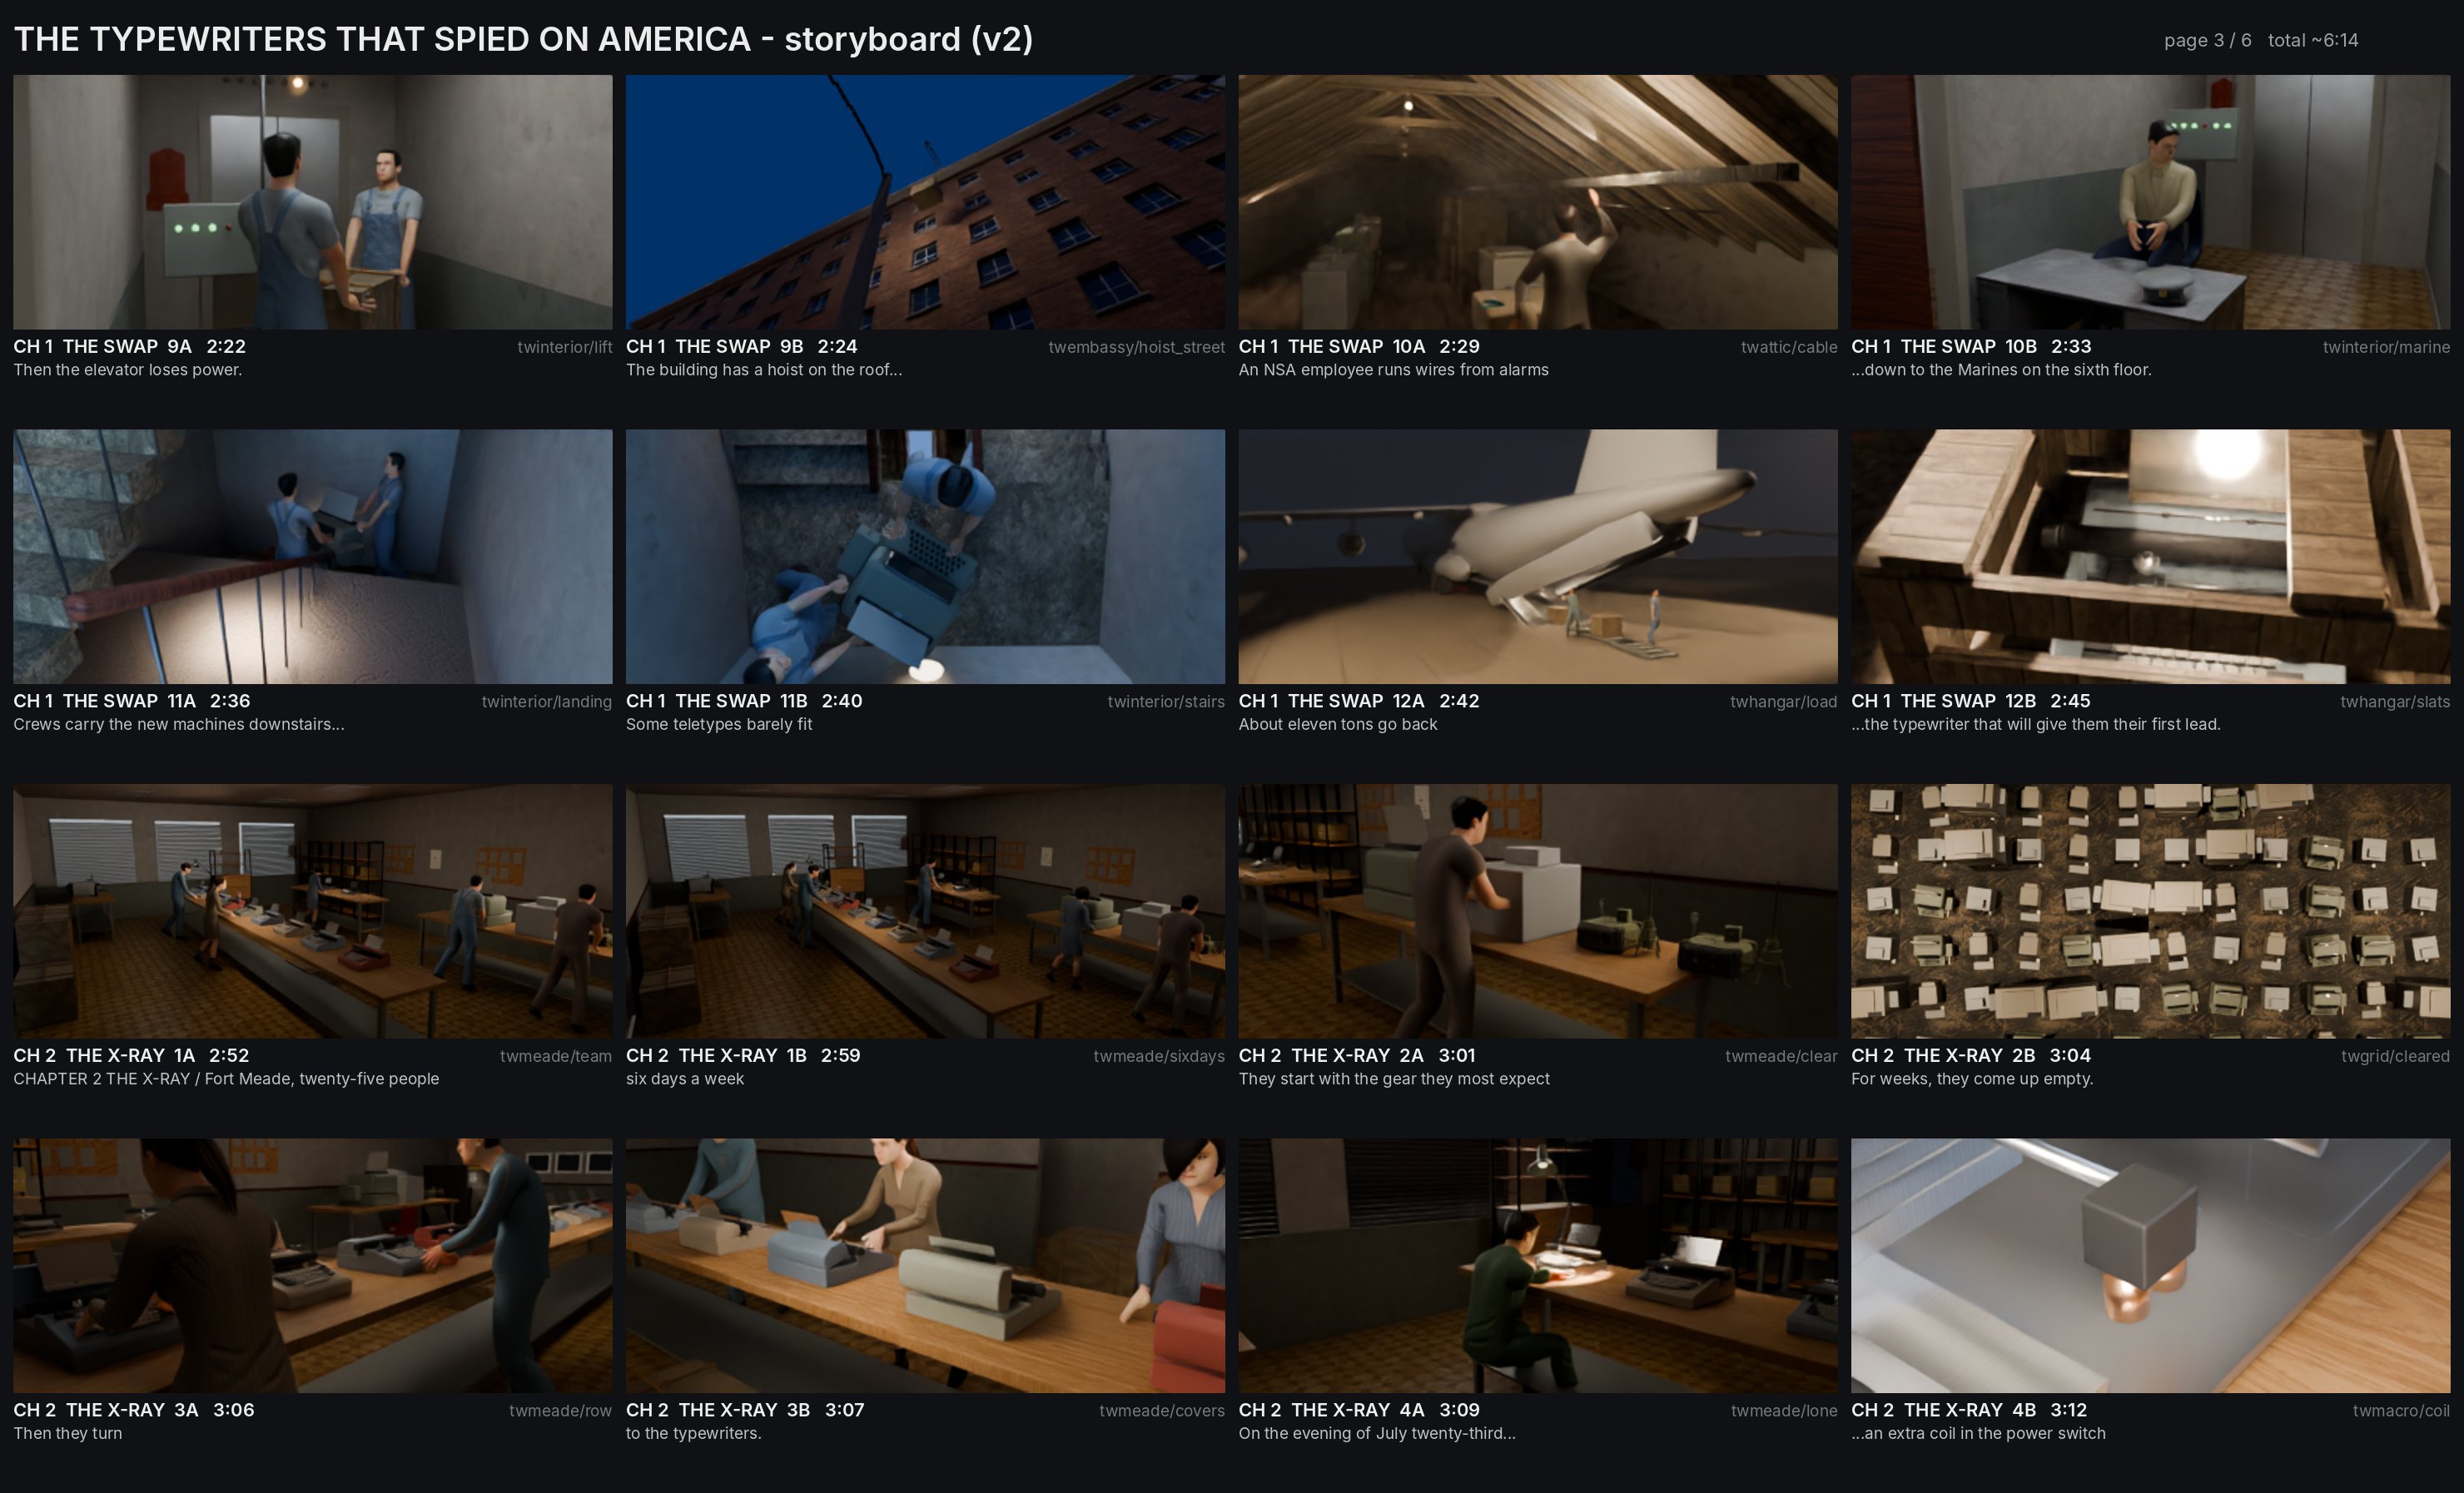 THE TYPEWRITERS THAT SPIED ON AMERICA - storyboard (v2)
page 3 / 6 total ~6:14
CH 1 THE SWAP 9A 2:22 twinterior/lift
Then the elevator loses power.
CH 1 THE SWAP 9B 2:24 twembassy/hoist_street
The building has a hoist on the roof...
CH 1 THE SWAP 10A 2:29 twattic/cable
An NSA employee runs wires from alarms
CH 1 THE SWAP 10B 2:33 twinterior/marine
...down to the Marines on the sixth floor.
CH 1 THE SWAP 11A 2:36 twinterior/landing
Crews carry the new machines downstairs...
CH 1 THE SWAP 11B 2:40 twinterior/stairs
Some teletypes barely fit
CH 1 THE SWAP 12A 2:42 twhangar/load
About eleven tons go back
CH 1 THE SWAP 12B 2:45 twhangar/slats
...the typewriter that will give them their first lead.
CH 2 THE X-RAY 1A 2:52 twmeade/team
CHAPTER 2 THE X-RAY / Fort Meade, twenty-five people
CH 2 THE X-RAY 1B 2:59 twmeade/sixdays
six days a week
CH 2 THE X-RAY 2A 3:01 twmeade/clear
They start with the gear they most expect
CH 2 THE X-RAY 2B 3:04 twgrid/cleared
For weeks, they come up empty.
CH 2 THE X-RAY 3A 3:06 twmeade/row
Then they turn
CH 2 THE X-RAY 3B 3:07 twmeade/covers
to the typewriters.
CH 2 THE X-RAY 4A 3:09 twmeade/lone
On the evening of July twenty-third...
CH 2 THE X-RAY 4B 3:12 twmacro/coil
...an extra coil in the power switch